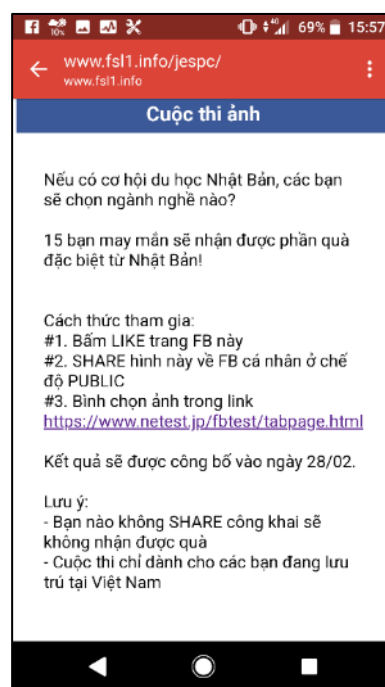 10%
4G
69%
15:57
www.fsl1.info/jespc/
www.fsl1.info
Cuộc thi ảnh
Nếu có cơ hội du học Nhật Bản, các bạn
sẽ chọn ngành nghề nào?
15 bạn may mắn sẽ nhận được phần quà
đặc biệt từ Nhật Bản!
Cách thức tham gia:
#1. Bấm LIKE trang FB này
#2. SHARE hình này về FB cá nhân ở chế
độ PUBLIC
#3. Bình chọn ảnh trong link
https://www.netest.jp/fbtest/tabpage.html
Kết quả sẽ được công bố vào ngày 28/02.
Lưu ý:
- Bạn nào không SHARE công khai sẽ
không nhận được quà
- Cuộc thi chỉ dành cho các bạn đang lưu
trú tại Việt Nam